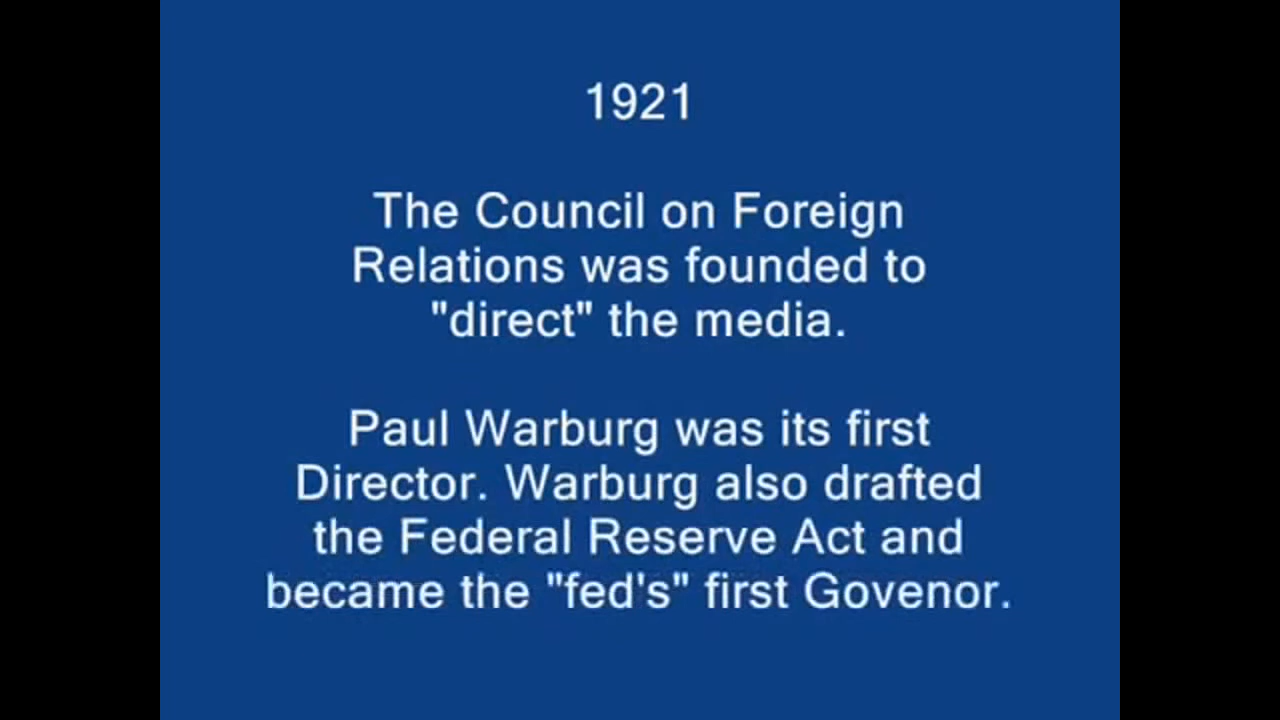 1921
The Council on Foreign
Relations was founded to
"direct" the media.
Paul Warburg was its first
Director. Warburg also drafted
the Federal Reserve Act and
became the "fed's" first Govenor.